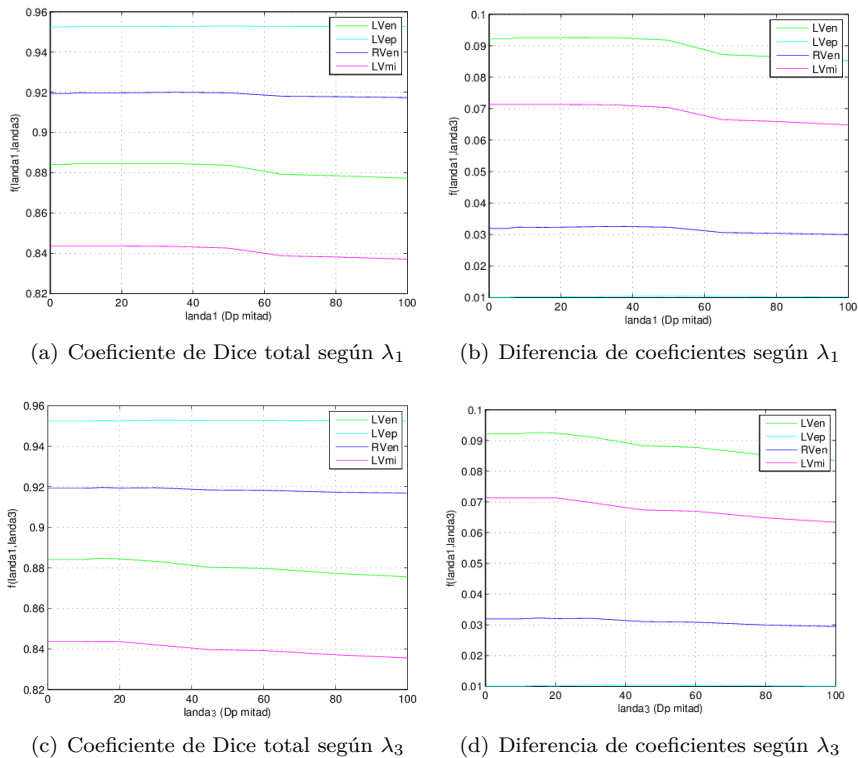 0.96
0.94
0.92
0.9
0.88
0.86
0.84
0.82
f(landa1,landa3)
0 20 40 60 80 100
landa1 (Dp mitad)
LVen
LVep
RVen
LVmi
(a) Coeficiente de Dice total según λ1
0.1
0.09
0.08
0.07
0.06
0.05
0.04
0.03
0.02
0.01
f(landa1,landa3)
0 20 40 60 80 100
landa1 (Dp mitad)
LVen
LVep
RVen
LVmi
(b) Diferencia de coeficientes según λ1
0.96
0.94
0.92
0.9
0.88
0.86
0.84
0.82
f(landa1,landa3)
0 20 40 60 80 100
landa3 (Dp mitad)
LVen
LVep
RVen
LVmi
(c) Coeficiente de Dice total según λ3
0.1
0.09
0.08
0.07
0.06
0.05
0.04
0.03
0.02
0.01
f(landa1,landa3)
0 20 40 60 80 100
landa3 (Dp mitad)
LVen
LVep
RVen
LVmi
(d) Diferencia de coeficientes según λ3